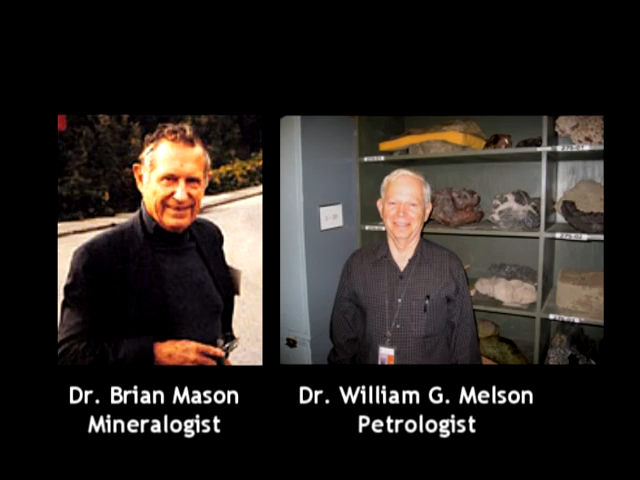 Dr. Brian Mason
Mineralogist
Dr. William G. Melson
Petrologist